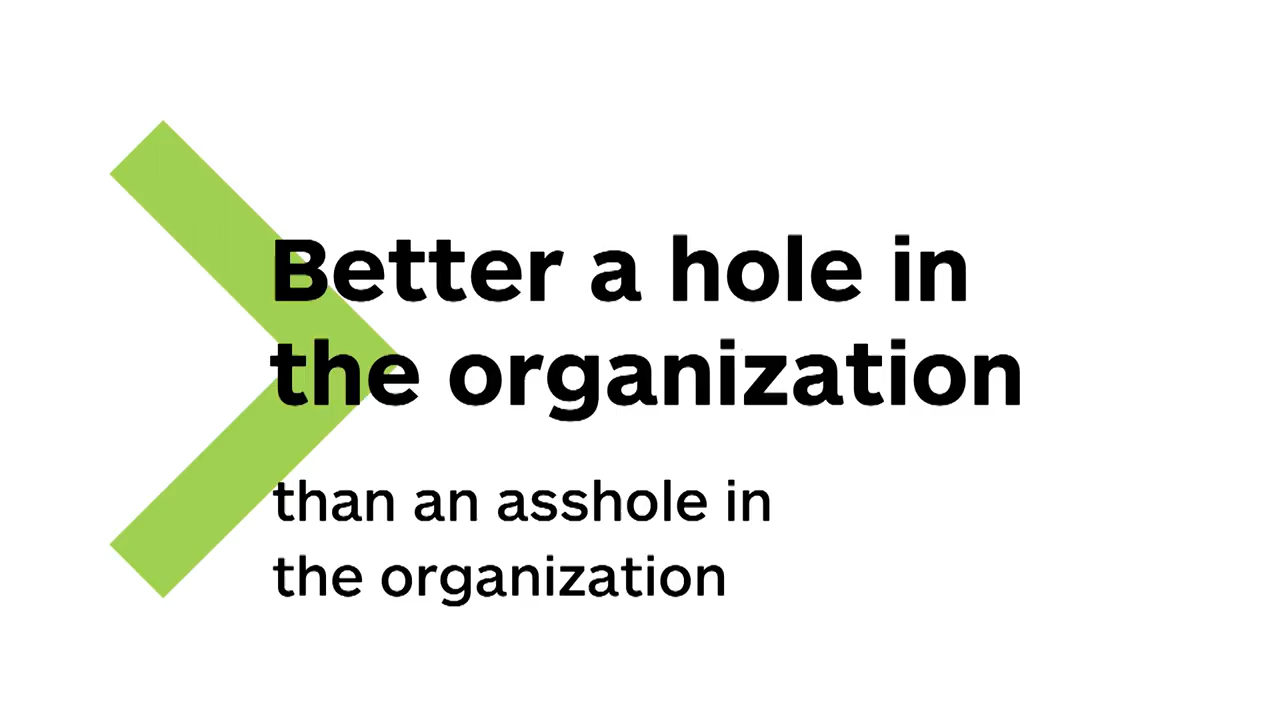 Better a hole in
the organization
than an asshole in
the organization